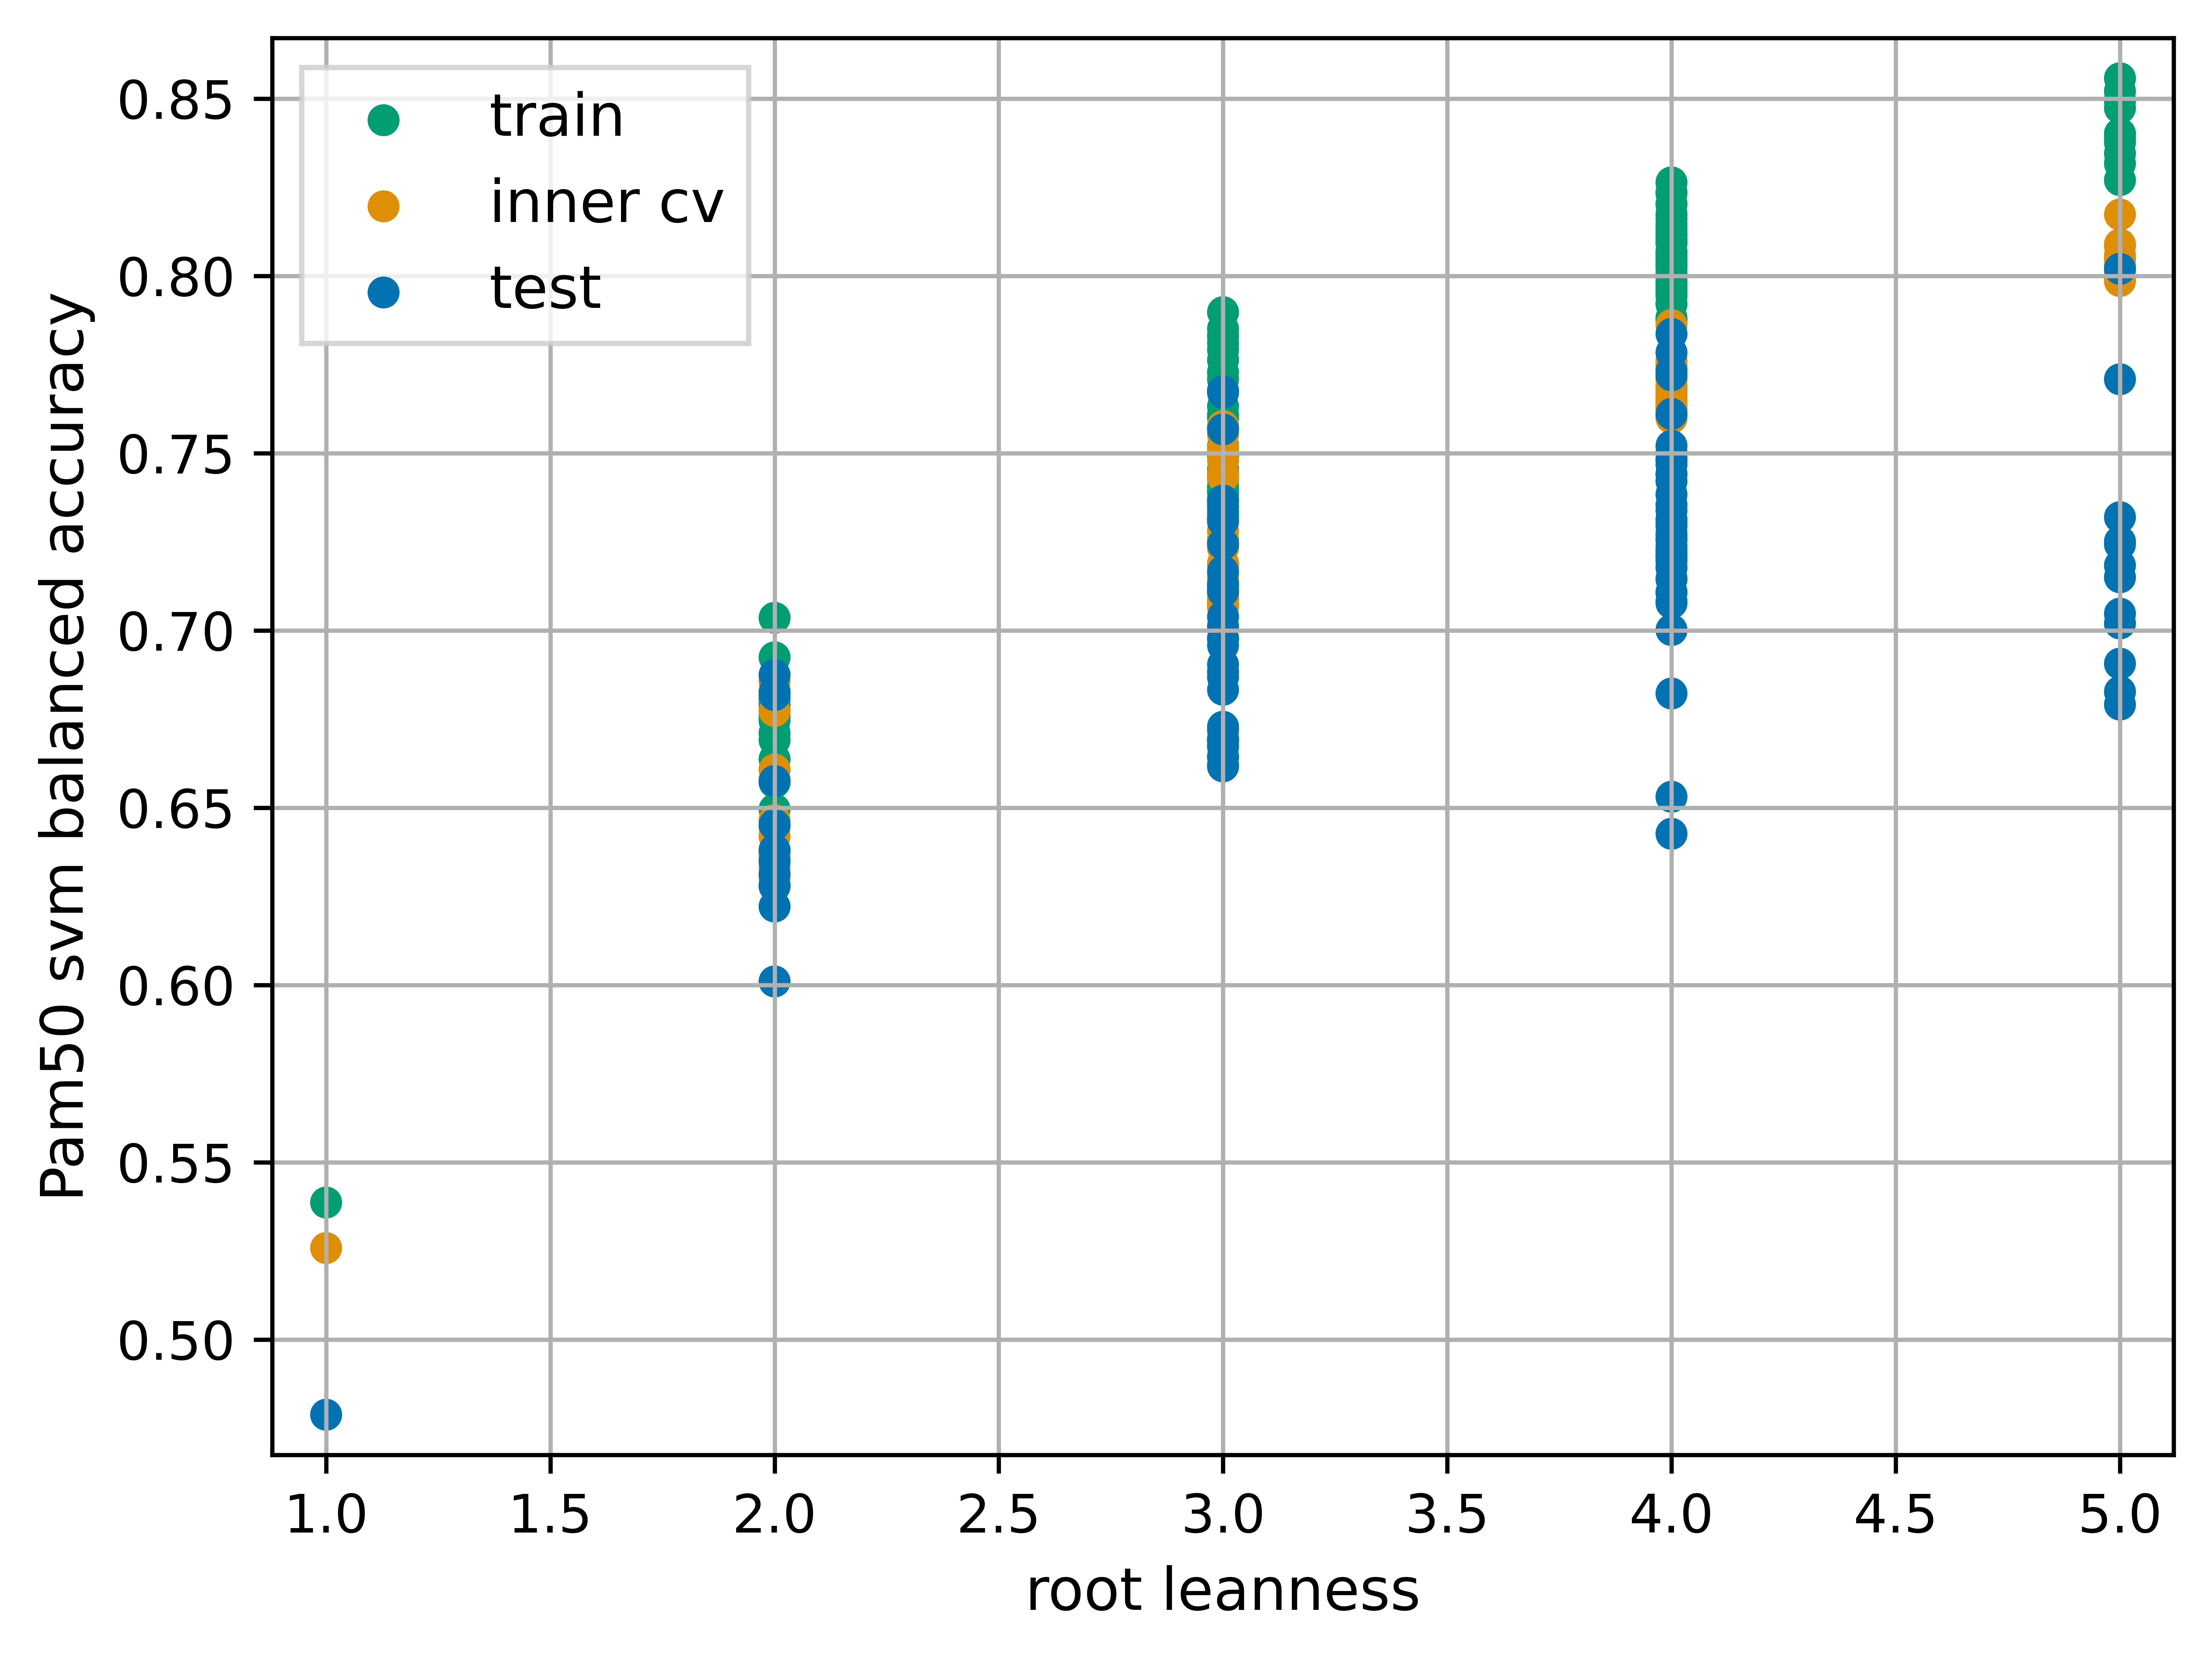 train
inner cv
test
0.85
0.80
0.75
0.70
0.65
0.60
0.55
0.50
Pam50 svm balanced accuracy
1.0 1.5 2.0 2.5 3.0 3.5 4.0 4.5 5.0
root leanness